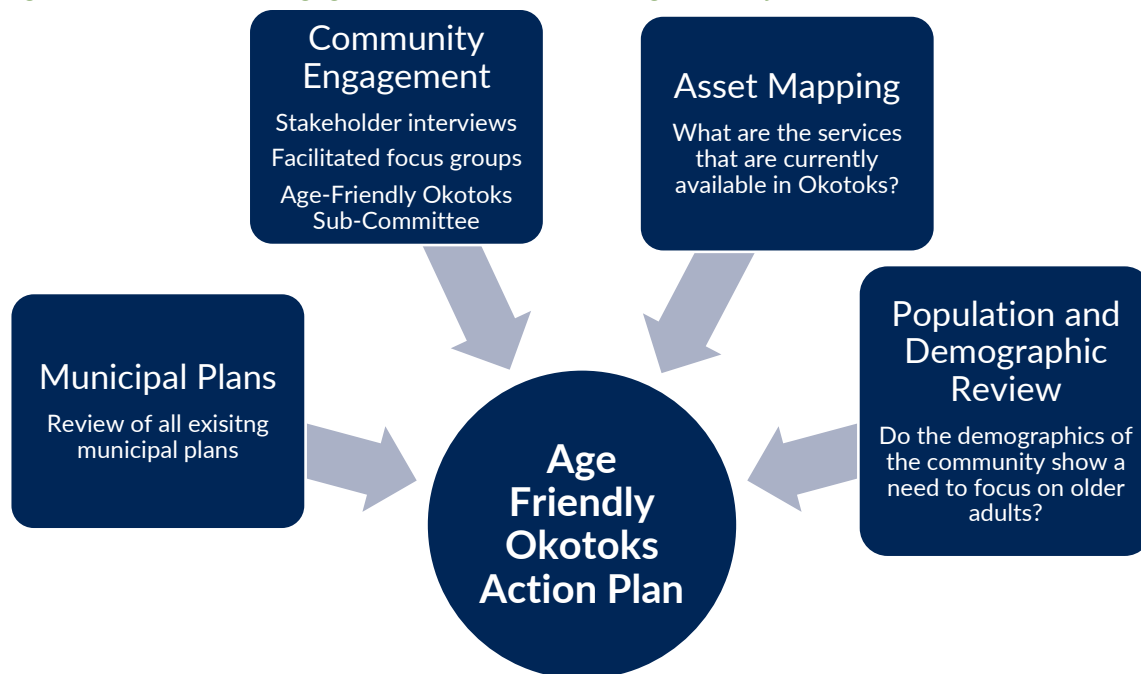 Community
Engagement
Stakeholder interviews
Facilitated focus groups
Age-Friendly Okotoks
Sub-Committee
Asset Mapping
What are the services
that are currently
available in Okotoks?
Municipal Plans
Review of all exisitng
municipal plans
Population and
Demographic
Review
Do the demographics of
the community show a
need to focus on older
adults?
Age
Friendly
Okotoks
Action Plan